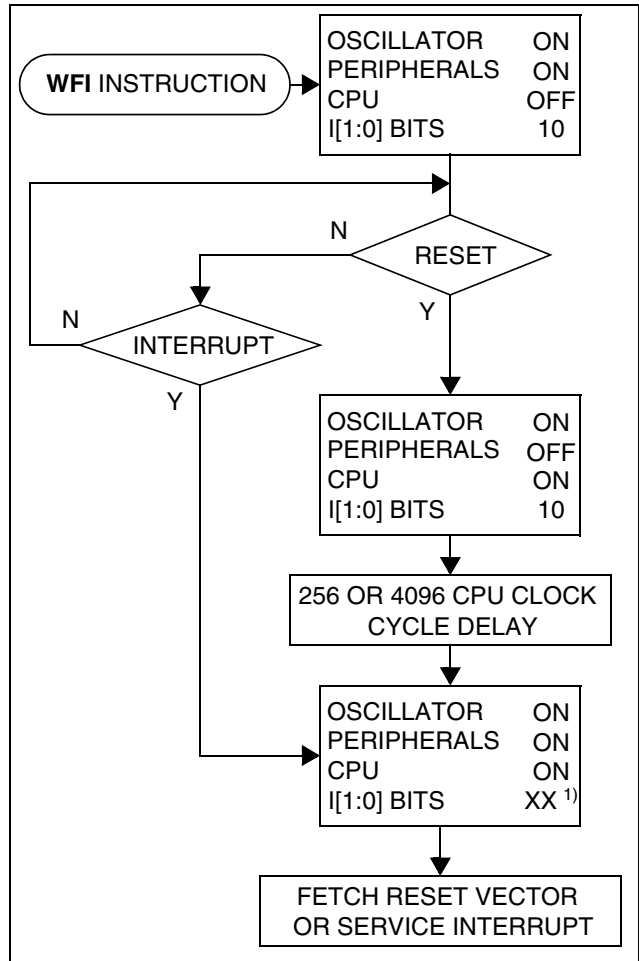 WFI INSTRUCTION
OSCILLATOR ON
PERIPHERALS ON
CPU OFF
I[1:0] BITS 10
N
RESET
Y
N
INTERRUPT
Y
OSCILLATOR ON
PERIPHERALS OFF
CPU ON
I[1:0] BITS 10
256 OR 4096 CPU CLOCK
CYCLE DELAY
OSCILLATOR ON
PERIPHERALS ON
CPU ON
I[1:0] BITS XX 1)
FETCH RESET VECTOR
OR SERVICE INTERRUPT